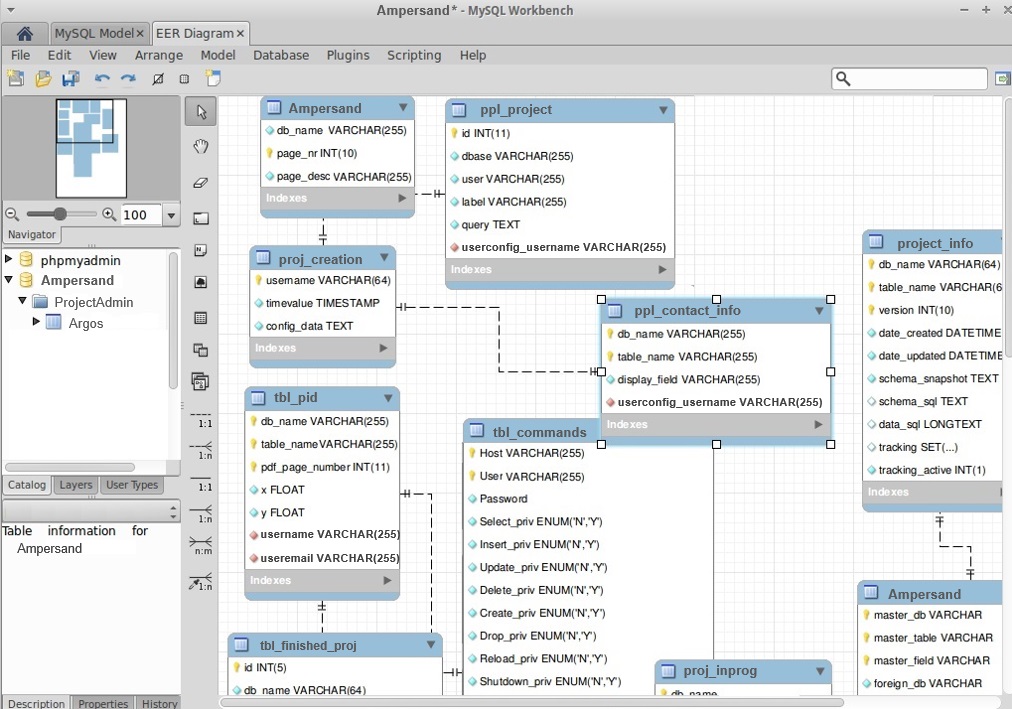 Ampersand* - MySQL Workbench
MySQL Model× EER Diagram×
File Edit View Arrange Model Database Plugins Scripting Help
100
Navigator
phpmyadmin
Ampersand
ProjectAdmin
Argos
Catalog Layers User Types
Table information for
Ampersand
Description Properties History
1:1
1:n
1:1
1:n
n:m
1:n
Ampersand
db_name VARCHAR(255)
page_nr INT(10)
page_desc VARCHAR(255)
Indexes
ppl_project
id INT(11)
dbase VARCHAR(255)
user VARCHAR(255)
label VARCHAR(255)
query TEXT
userconfig_username VARCHAR(255)
Indexes
proj_creation
username VARCHAR(64)
timevalue TIMESTAMP
config_data TEXT
Indexes
ppl_contact_info
db_name VARCHAR(255)
table_name VARCHAR(255)
display_field VARCHAR(255)
userconfig_username VARCHAR(255)
Indexes
project_info
db_name VARCHAR(64)
table_name VARCHAR(6
version INT(10)
date_created DATETIME
date_updated DATETIME
schema_snapshot TEXT
schema_sql TEXT
data_sql LONGTEXT
tracking SET(...)
tracking_active INT(1)
Indexes
tbl_pid
db_name VARCHAR(255)
table_name VARCHAR(255)
pdf_page_number INT(11)
x FLOAT
y FLOAT
username VARCHAR(255)
useremail VARCHAR(255)
Indexes
tbl_commands
Host VARCHAR(255)
User VARCHAR(255)
Password
Select_priv ENUM('N','Y')
Insert_priv ENUM('N','Y')
Update_priv ENUM('N','Y')
Delete_priv ENUM('N','Y')
Create_priv ENUM('N','Y')
Drop_priv ENUM('N','Y')
Reload_priv ENUM('N','Y')
Shutdown_priv ENUM('N','Y')
Ampersand
master_db VARCHAR
master_table VARCHAR
master_field VARCHAR
foreign_db VARCHAR
tbl_finished_proj
id INT(5)
db_name VARCHAR(64)
proj_inprog
db_name